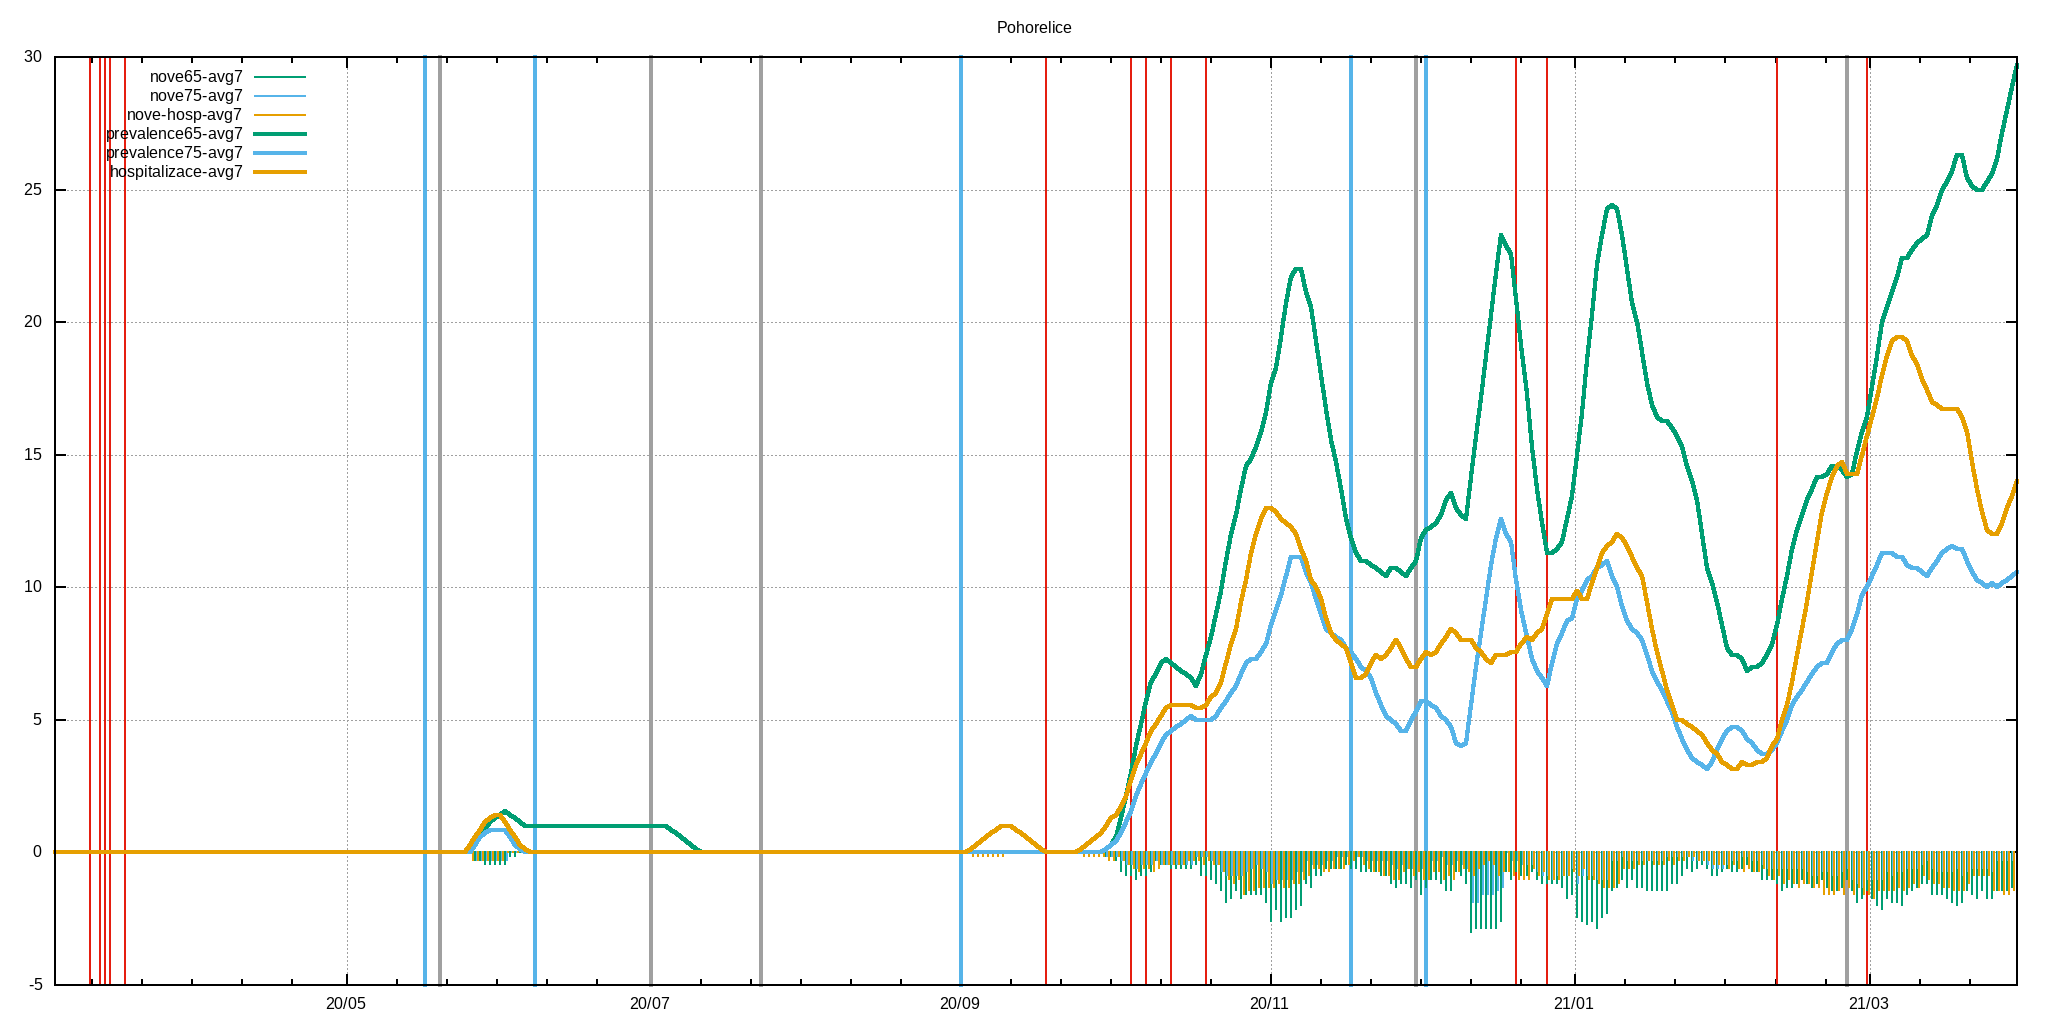 Pohorelice
30
nove65-avg7
nove75-avg7
nove-hosp-avg7
prevalence65-avg7
prevalence75-avg7
hospitalizace-avg7
25
20
15
10
5
0
-5
20/05 20/07 20/09 20/11 21/01 21/03